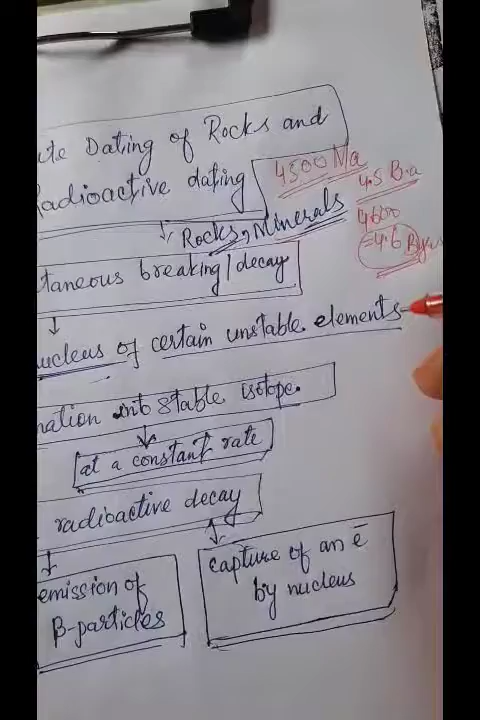 ute Dating of Rocks and
Radioactive dating
4500 Ma
4.5 B.a
4600
=4.6 Bya
Rocks, Minerals
taneous breaking/decay
nucleus of certain unstable elements
nation into stable isotope.
at a constant rate
radioactive decay
emission of
β-particles
capture of an e̅
by nucleus